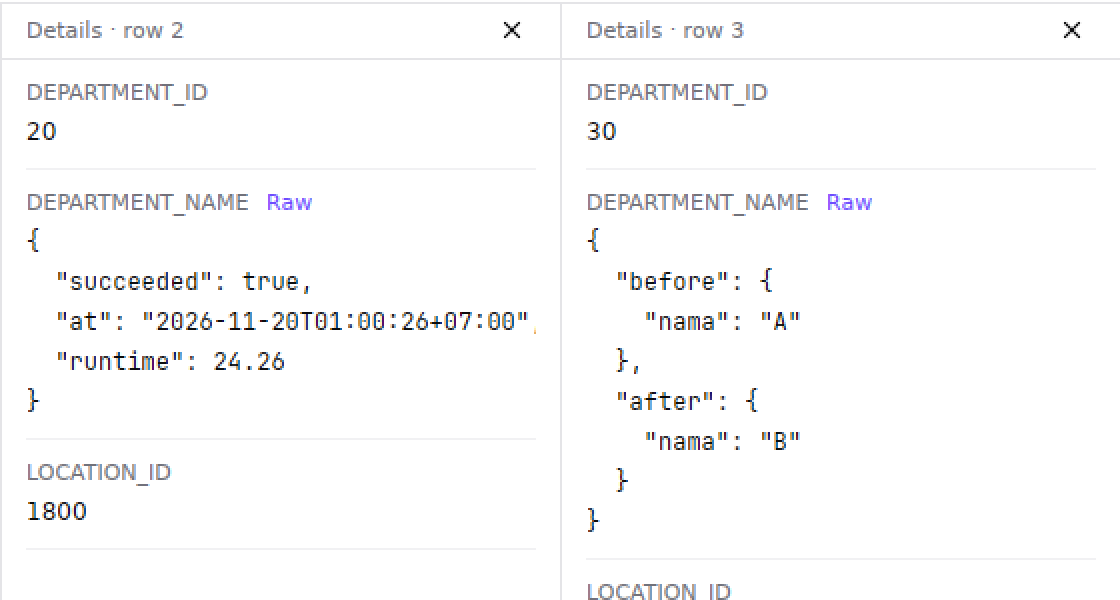 Details · row 2
DEPARTMENT_ID
20
DEPARTMENT_NAME Raw
{
  "succeeded": true,
  "at": "2026-11-20T01:00:26+07:00",
  "runtime": 24.26
}
LOCATION_ID
1800
Details · row 3
DEPARTMENT_ID
30
DEPARTMENT_NAME Raw
{
  "before": {
    "nama": "A"
  },
  "after": {
    "nama": "B"
  }
}
LOCATION_ID